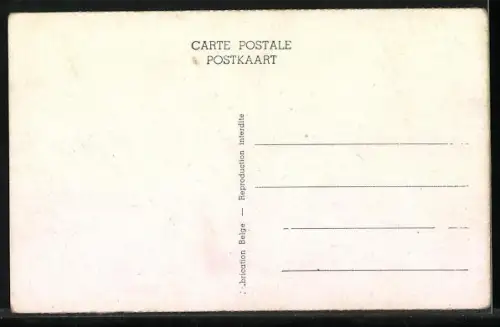 CARTE POSTALE
POSTKAART
Belge — Reproduction interdite